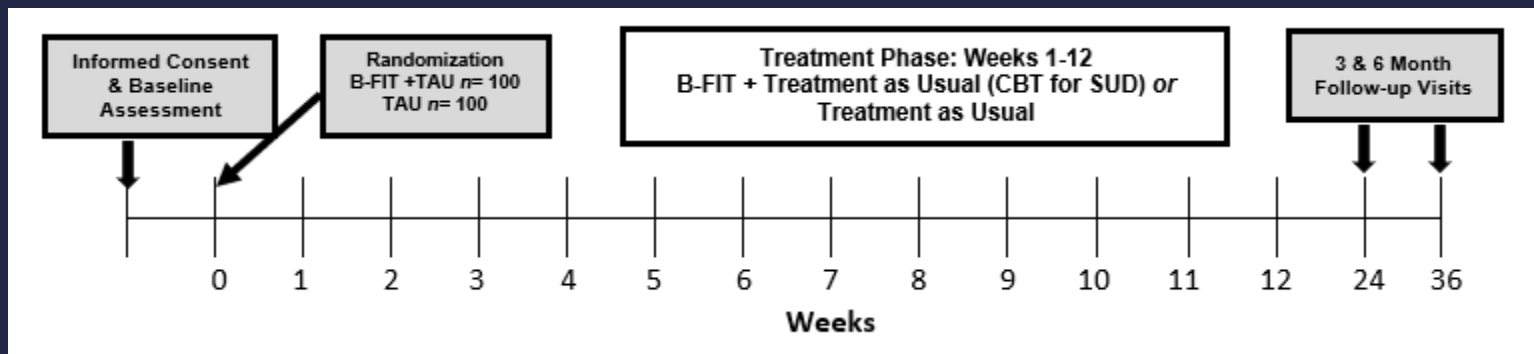 Informed Consent
& Baseline
Assessment
Randomization
B-FIT +TAU n= 100
TAU n= 100
Treatment Phase: Weeks 1-12
B-FIT + Treatment as Usual (CBT for SUD) or
Treatment as Usual
3 & 6 Month
Follow-up Visits
0 1 2 3 4 5 6 7 8 9 10 11 12 24 36
Weeks